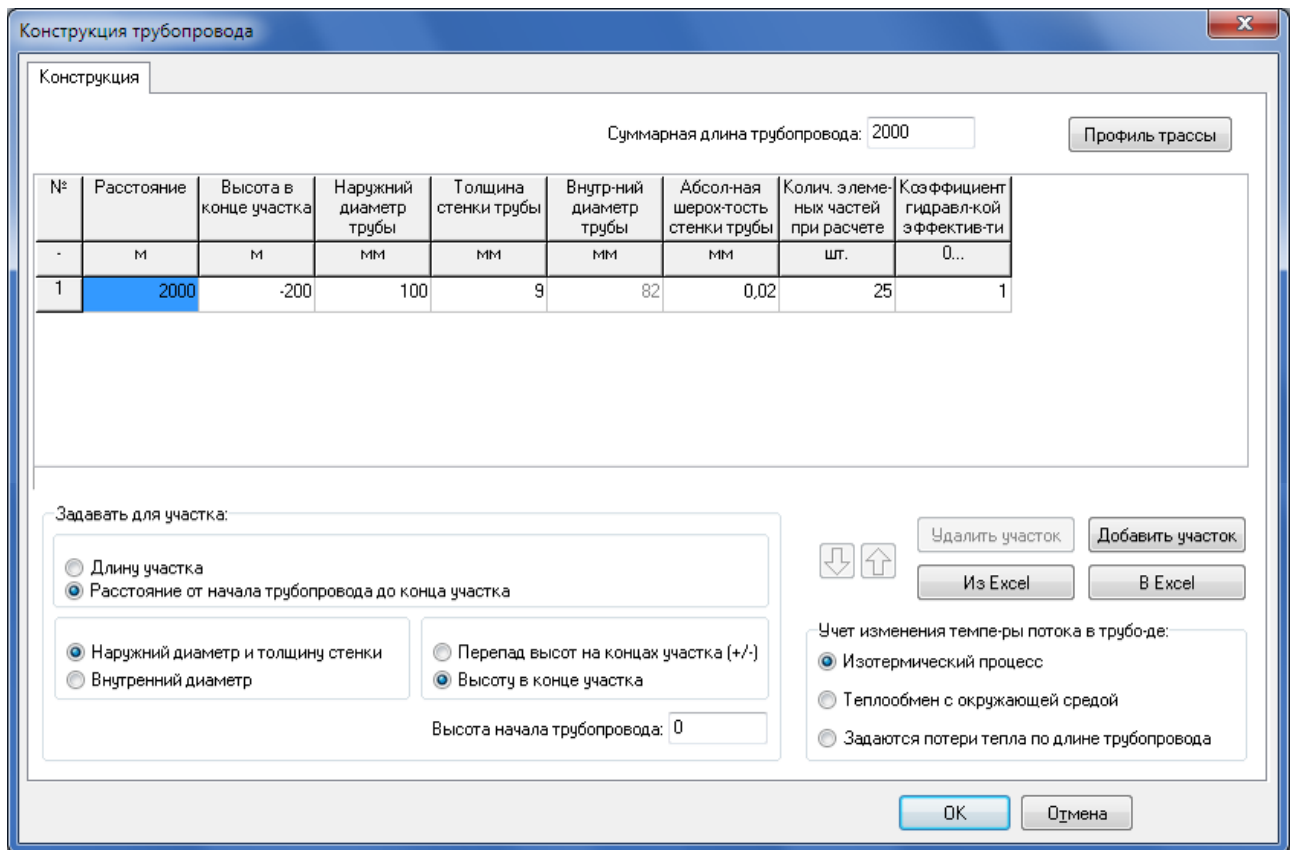 Конструкция трубопровода
Конструкция
Суммарная длина трубопровода: 2000
Профиль трассы
№ Расстояние Высота в конце участка Наружний диаметр трубы Толщина стенки трубы Внутр-ний диаметр трубы Абсол-ная шерох-тость стенки трубы Колич. элеме-ных частей при расчете Коэффициент гидравл-кой эффектив-ти
- м м мм мм мм мм шт. 0...
1 2000 -200 100 9 82 0,02 25 1
Задавать для участка:
Длину участка
Расстояние от начала трубопровода до конца участка
Наружний диаметр и толщину стенки
Внутренний диаметр
Перепад высот на концах участка (+/-)
Высоту в конце участка
Высота начала трубопровода: 0
Удалить участок
Добавить участок
Из Excel
В Excel
Учет изменения темпе-ры потока в трубо-де:
Изотермический процесс
Теплообмен с окружающей средой
Задаются потери тепла по длине трубопровода
OK
Отмена